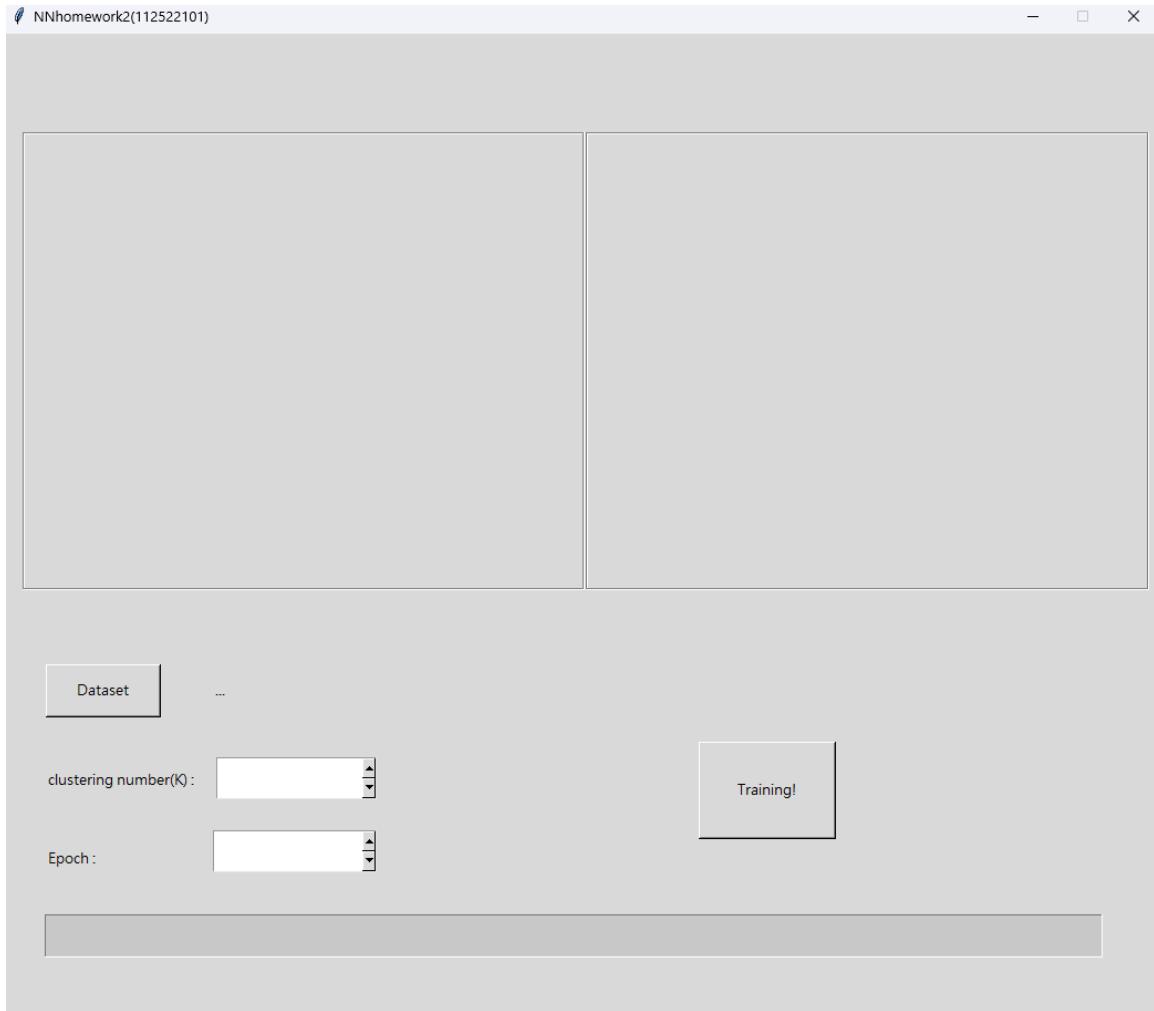 NNhomework2(112522101)
Dataset
...
clustering number(K) :
Training!
Epoch :